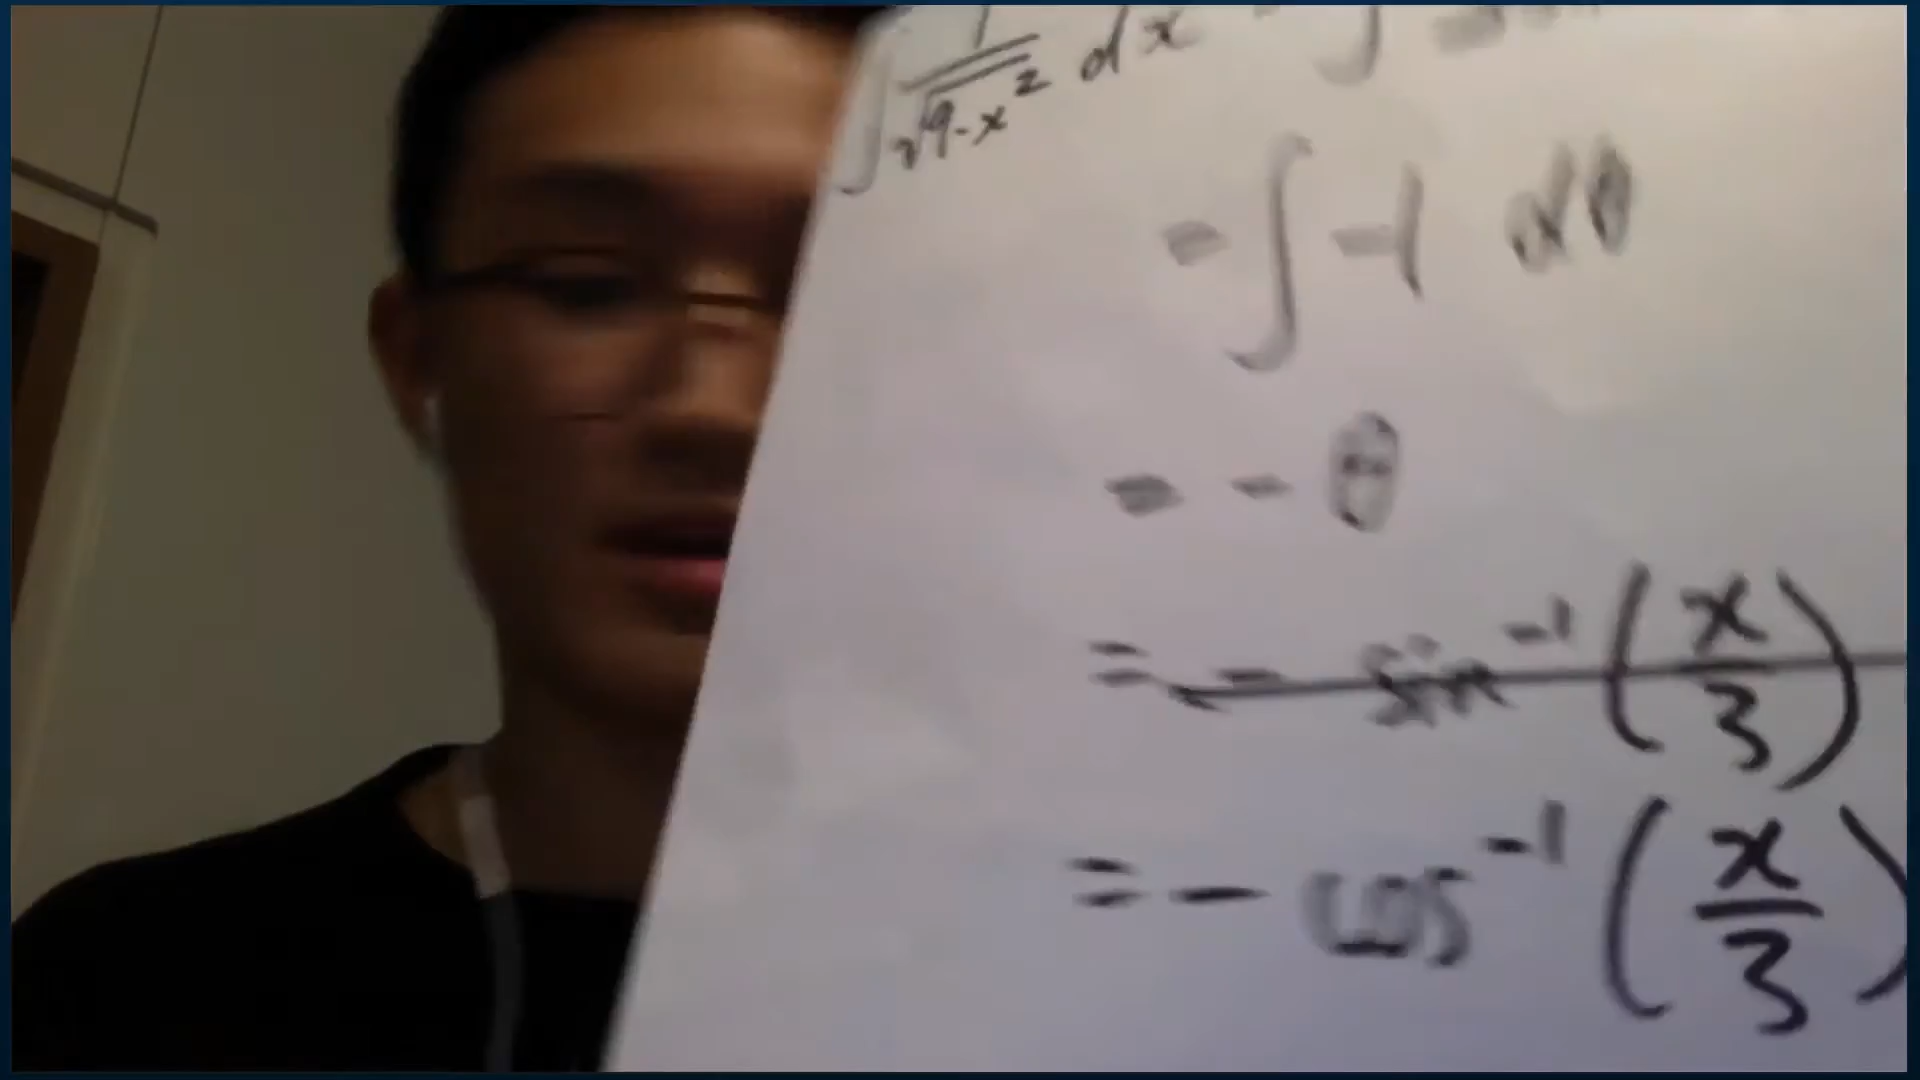 ∫ 1/√(9-x²) dx = ∫
= ∫ -1 dθ
= - θ
= - sin⁻¹ (x/3)
= - cos⁻¹ (x/3)